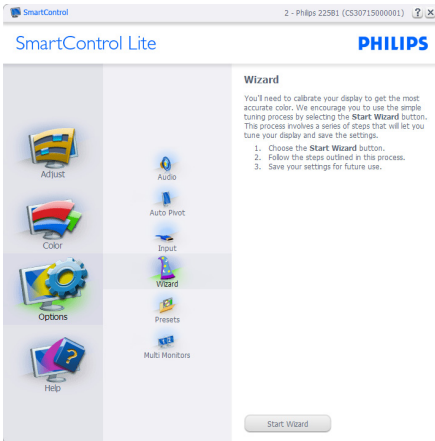 SmartControl
2 - Philips 225B1 (CS30715000001)
? X
SmartControl Lite
PHILIPS
Adjust
Color
Options
Help
Audio
Auto Pivot
Input
Wizard
Presets
Multi Monitors
Wizard
You'll need to calibrate your display to get the most
accurate color. We encourage you to use the simple
tuning process by selecting the Start Wizard button.
This process involves a series of steps that will let you
tune your display and save the settings.
1. Choose the Start Wizard button.
2. Follow the steps outlined in this process.
3. Save your settings for future use.
Start Wizard